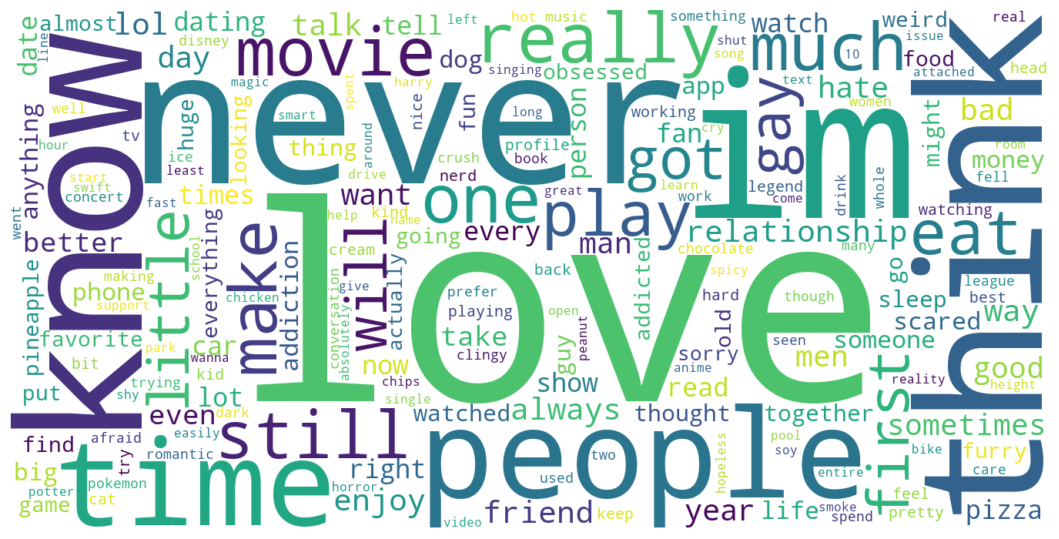 almost
lol
dating
talk
tell
left
hot
music
something
weird
real
date
line
disney
movie
really
watch
much
issue
know
day
magic
harry
dog
singing
obsessed
app
shut
song
10
hate
food
attached
head
well
tv
huge
smart
spent
nice
fun
long
person
working
text
women
might
bad
never
im
gay
think
anything
hour
ice
looking
thing
around
crush
profile
got
fan
cry
room
money
start
swift
concert
least
times
drive
nerd
book
learn
work
legend
come
drink
whole
fell
went
fast
little
school
help
kind
name
want
one
great
play
relationship
watching
better
making
everything
make
cream
going
every
man
chocolate
many
eat
pineapple
phone
support
chicken
give
will
actually
back
addicted
spicy
league
love
addiction
conversation
absolutely
prefer
open
hard
though
go
best
sleep
favorite
park
car
playing
take
guy
old
seen
scared
way
bit
wanna
now
clingy
peanut
sorry
anime
men
someone
put
trying
kid
chips
show
read
reality
good
shy
lot
single
watched
always
thought
together
first
height
even
dark
still
people
sometimes
find
afraid
easily
right
pool
hopeless
bike
furry
big
try
romantic
time
two
soy
entire
care
potter
pokemon
horror
enjoy
used
feel
game
cat
friend
keep
year
life
smoke
spend
pretty
pizza
video